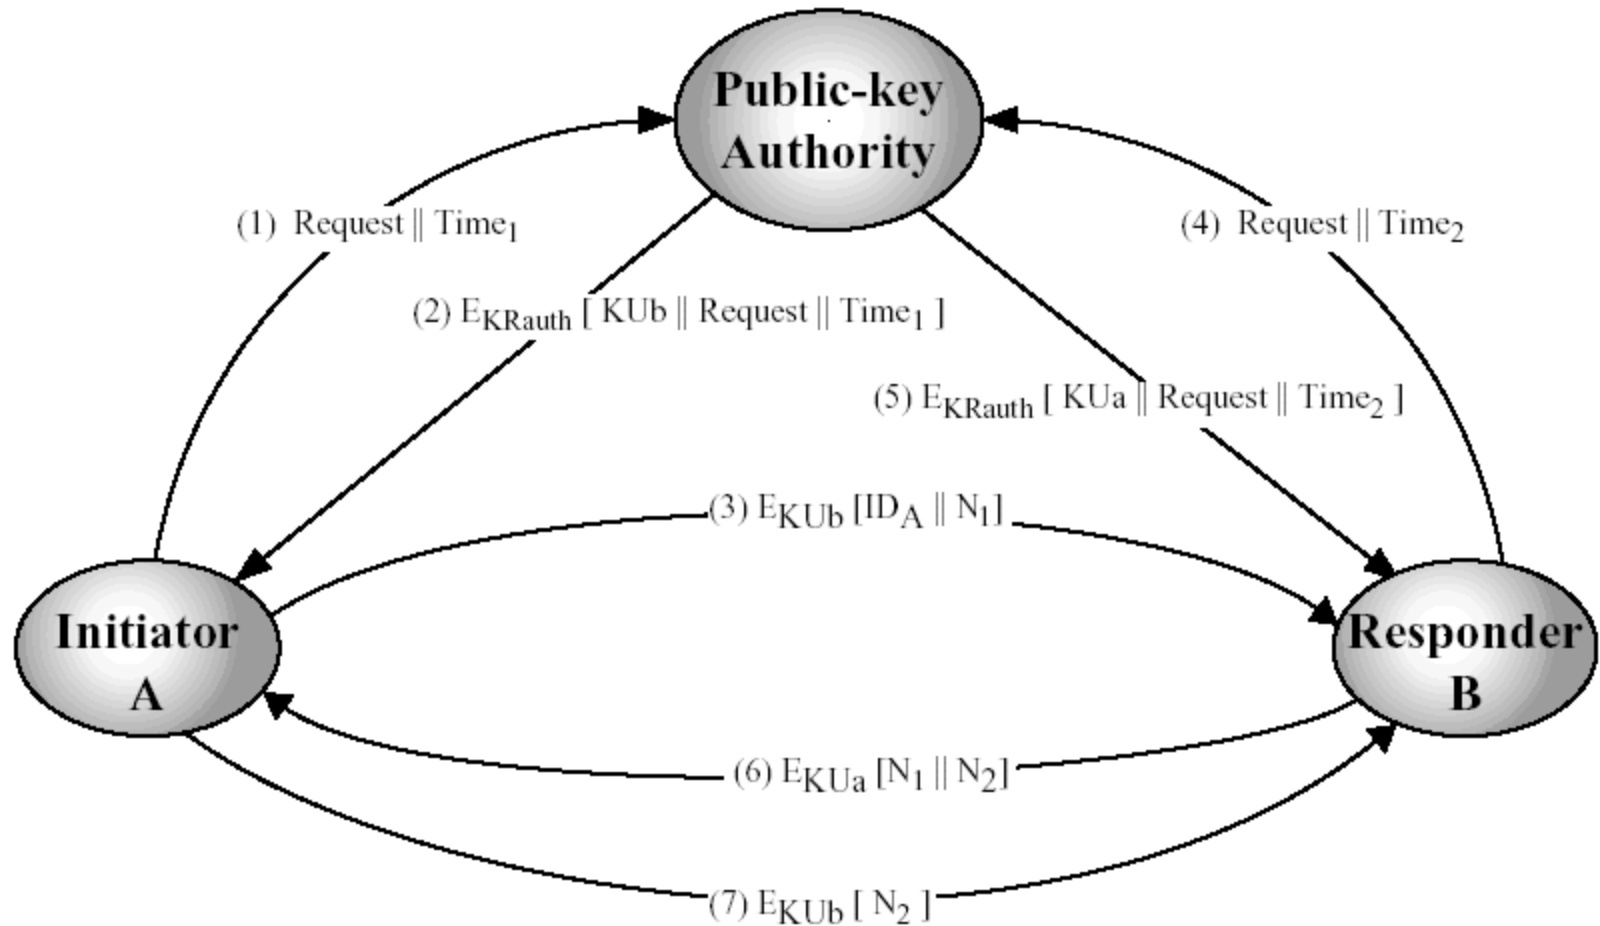 Public-key
Authority
(1) Request || Time1
(4) Request || Time2
(2) EKRauth [ KUb || Request || Time1 ]
(5) EKRauth [ KUa || Request || Time2 ]
(3) EKUb [IDA || N1]
Initiator
A
Responder
B
(6) EKUa [N1 || N2]
(7) EKUb [ N2 ]